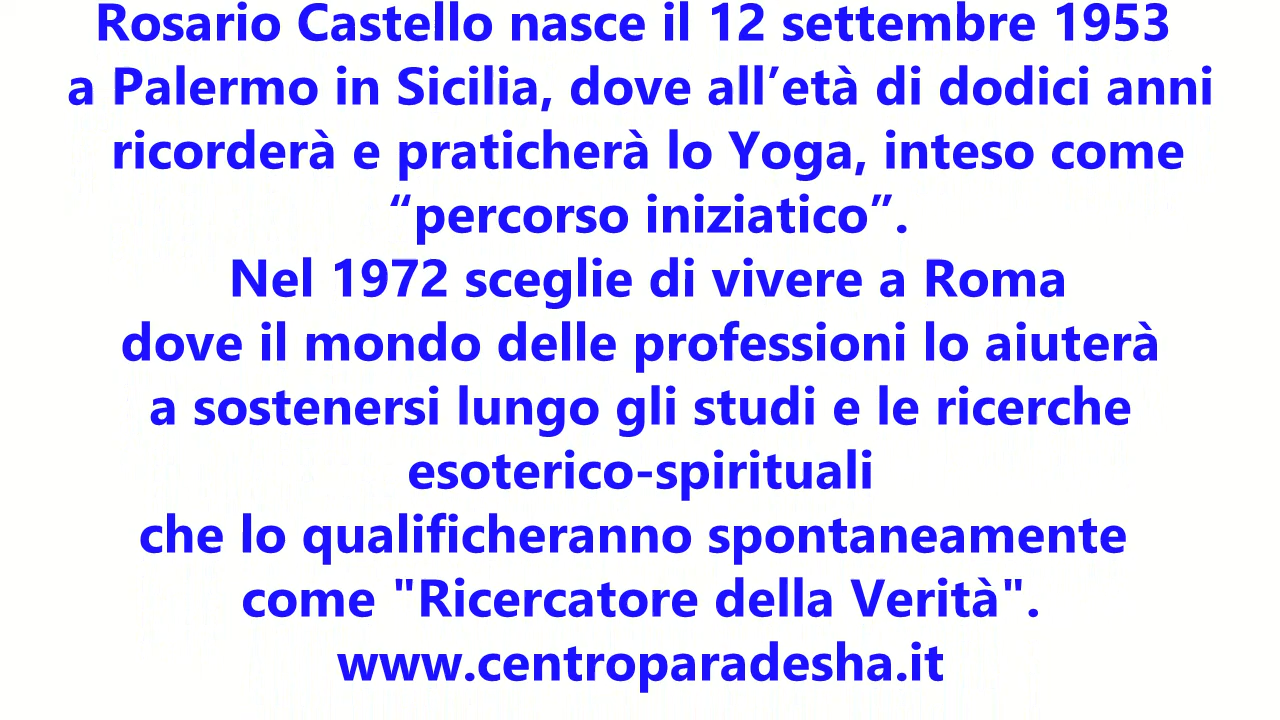 Rosario Castello nasce il 12 settembre 1953
a Palermo in Sicilia, dove all’età di dodici anni
ricorderà e praticherà lo Yoga, inteso come
“percorso iniziatico”.
Nel 1972 sceglie di vivere a Roma
dove il mondo delle professioni lo aiuterà
a sostenersi lungo gli studi e le ricerche
esoterico-spirituali
che lo qualificheranno spontaneamente
come "Ricercatore della Verità".
www.centroparadesha.it